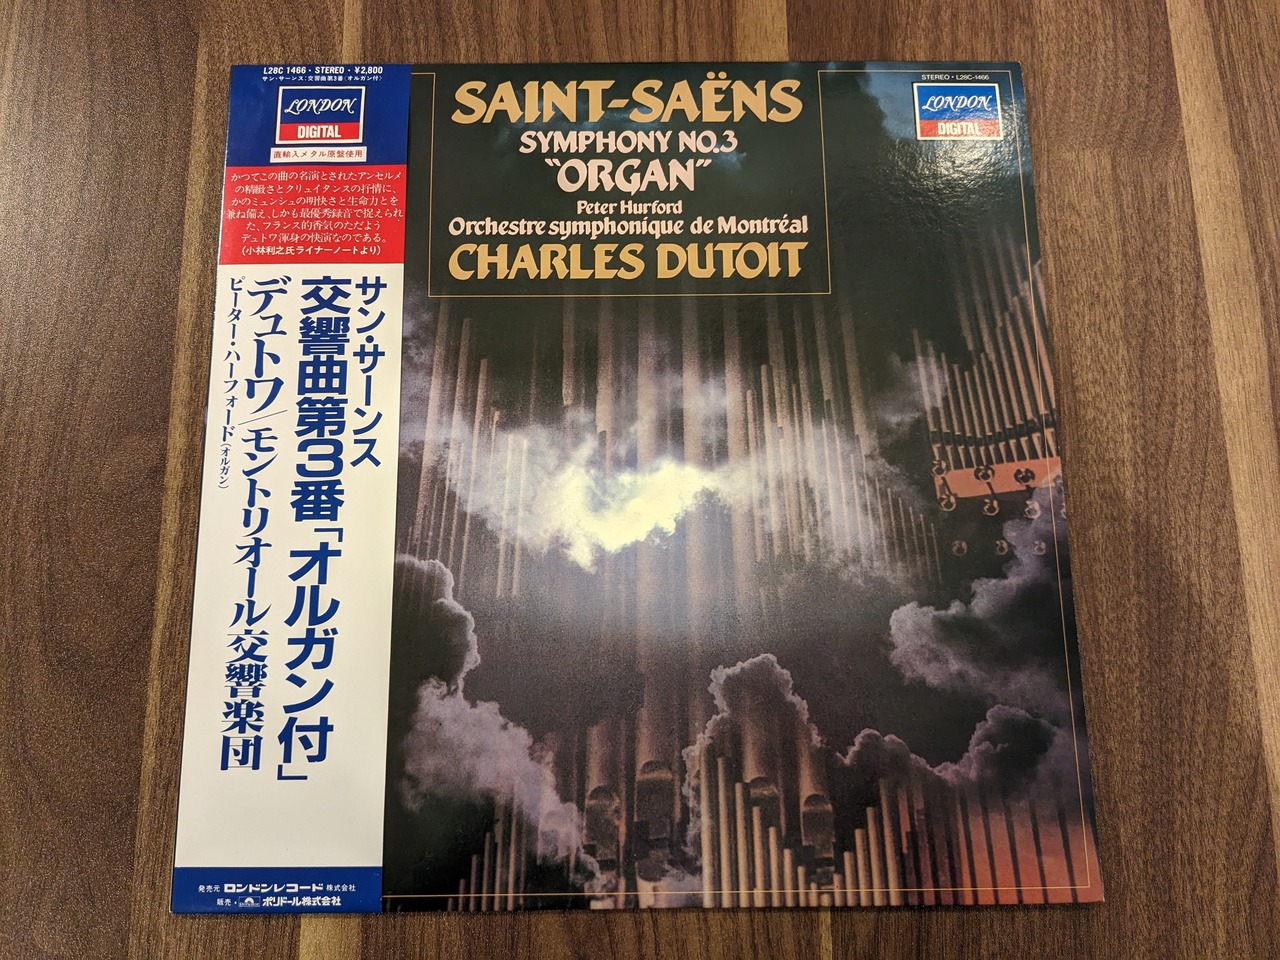 L28C 1466・STEREO・¥2,800
サン・サーンス:交響曲第3番〈オルガン付〉
LONDON
DIGITAL
直輸入メタル原盤使用
かつてこの曲の名演とされたアンセルメ
の精緻さとクリュイタンスの抒情に、
かのミュンシュの明快さと生命力とを
兼ね備え、しかも最優秀録音で捉えられ
た、フランス的香気のただよう
デュトワ渾身の快演なのである。
(小林利之氏ライナーノートより)
サン・サーンス
交響曲第3番「オルガン付」
デュトワ/モントリオール交響楽団
ピーター・ハーフォード(オルガン)
発売元 ロンドンレコード 株式会社
販売・ポリドール株式会社
SAINT-SAËNS
SYMPHONY NO.3
“ORGAN”
Peter Hurford
Orchestre symphonique de Montréal
CHARLES DUTOIT
STEREO・L28C-1466
LONDON
DIGITAL